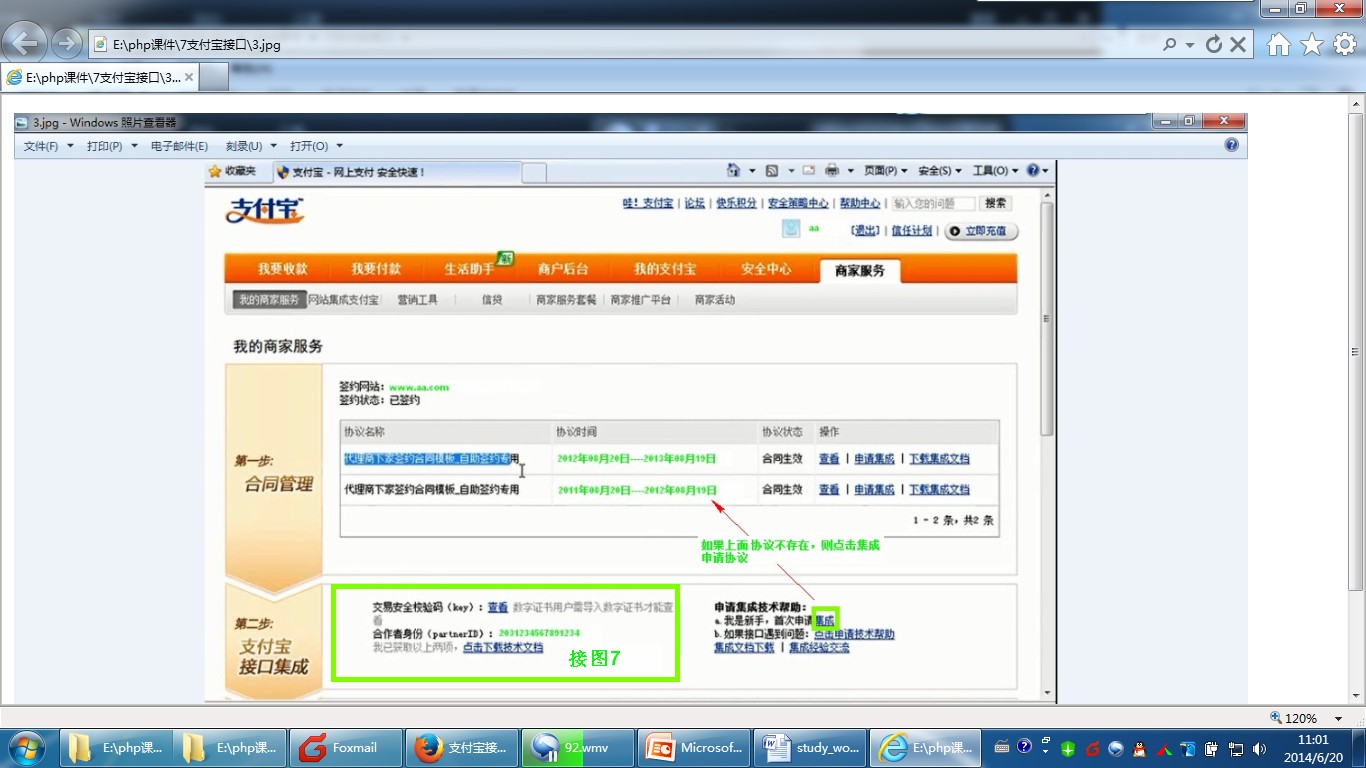 E:\php课件\7支付宝接口\3.jpg
E:\php课件\7支付宝接口\3...
3.jpg - Windows 照片查看器
文件(F) 打印(P) 电子邮件(E) 刻录(U) 打开(O)
收藏夹 支付宝 - 网上支付 安全快速！ 页面(P) 安全(S) 工具(O)
支付宝
哇！支付宝 | 论坛 | 快乐积分 | 安全策略中心 | 帮助中心 | 输入您的问题 搜索
aa [退出] | 信任计划 | 立即充值
我要收款 我要付款 生活助手 新 商户后台 我的支付宝 安全中心 商家服务
我的商家服务 网站集成支付宝 营销工具 信贷 商家服务套餐 商家推广平台 商家活动
我的商家服务
签约网站：www.aa.com
签约状态：已签约
协议名称 协议时间 协议状态 操作
第一步：
合同管理
代理商下家签约合同模板_自助签约专用 2012年08月20日----2013年08月19日 合同生效 查看 | 申请集成 | 下载集成文档
代理商下家签约合同模板_自助签约专用 2011年08月20日----2012年08月19日 合同生效 查看 | 申请集成 | 下载集成文档
1 - 2 条，共2 条
如果上面协议不存在，则点击集成
申请协议
第二步：
支付宝
接口集成
交易安全校验码（key）：查看 数字证书用户需导入数字证书才能查
看
合作者身份（partnerID）：2031234567891234
我已获取以上两项，点击下载技术文档
接图7
申请集成技术帮助：
a.我是新手，首次申请集成
b.如果接口遇到问题：点击申请技术帮助
集成文档下载 | 集成经验交流
120%
E:\php课... E:\php课... Foxmail 支付宝接... 92.wmv Microsof... study_wo... E:\php课...
11:01
2014/6/20